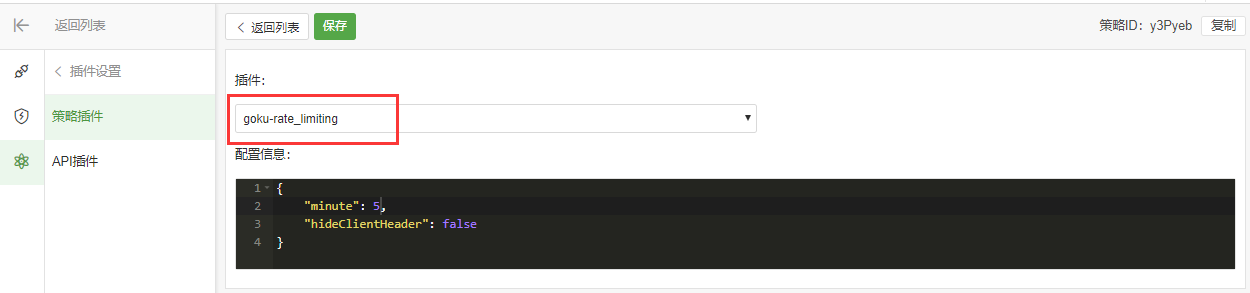 返回列表
返回列表
保存
策略ID：y3Pyeb
复制
插件设置
策略插件
API插件
插件：
goku-rate_limiting
配置信息：
1 {
2 "minute": 5,
3 "hideClientHeader": false
4 }